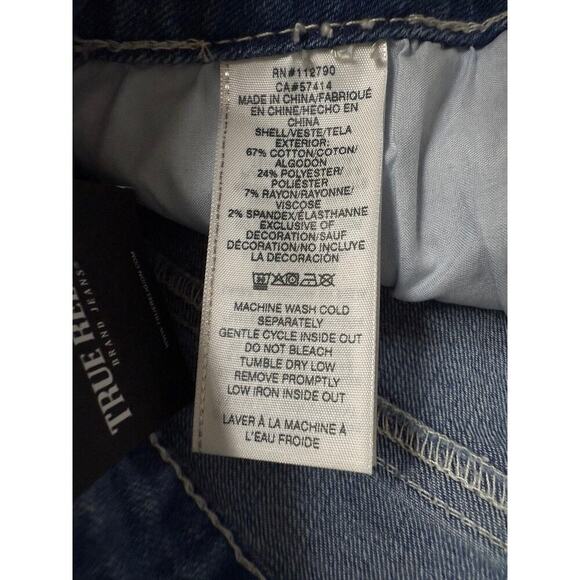 RN#112790
CA#57414
MADE IN CHINA/FABRIQUÉ
EN CHINE/HECHO EN
CHINA
SHELL/VESTE/TELA
EXTERIOR:
67% COTTON/COTON/
ALGODON
24% POLYESTER/
POLIÉSTER
7% RAYON/RAYONNE/
VISCOSE
2% SPANDEX/ÉLASTHANNE
EXCLUSIVE OF
DECORATION/SAUF
DÉCORATION/NO INCLUYE
LA DECORACIÓN
MACHINE WASH COLD
SEPARATELY
GENTLE CYCLE INSIDE OUT
DO NOT BLEACH
TUMBLE DRY LOW
REMOVE PROMPTLY
LOW IRON INSIDE OUT
LAVER À LA MACHINE À
L'EAU FROIDE
TRUE
BRAND JEANS